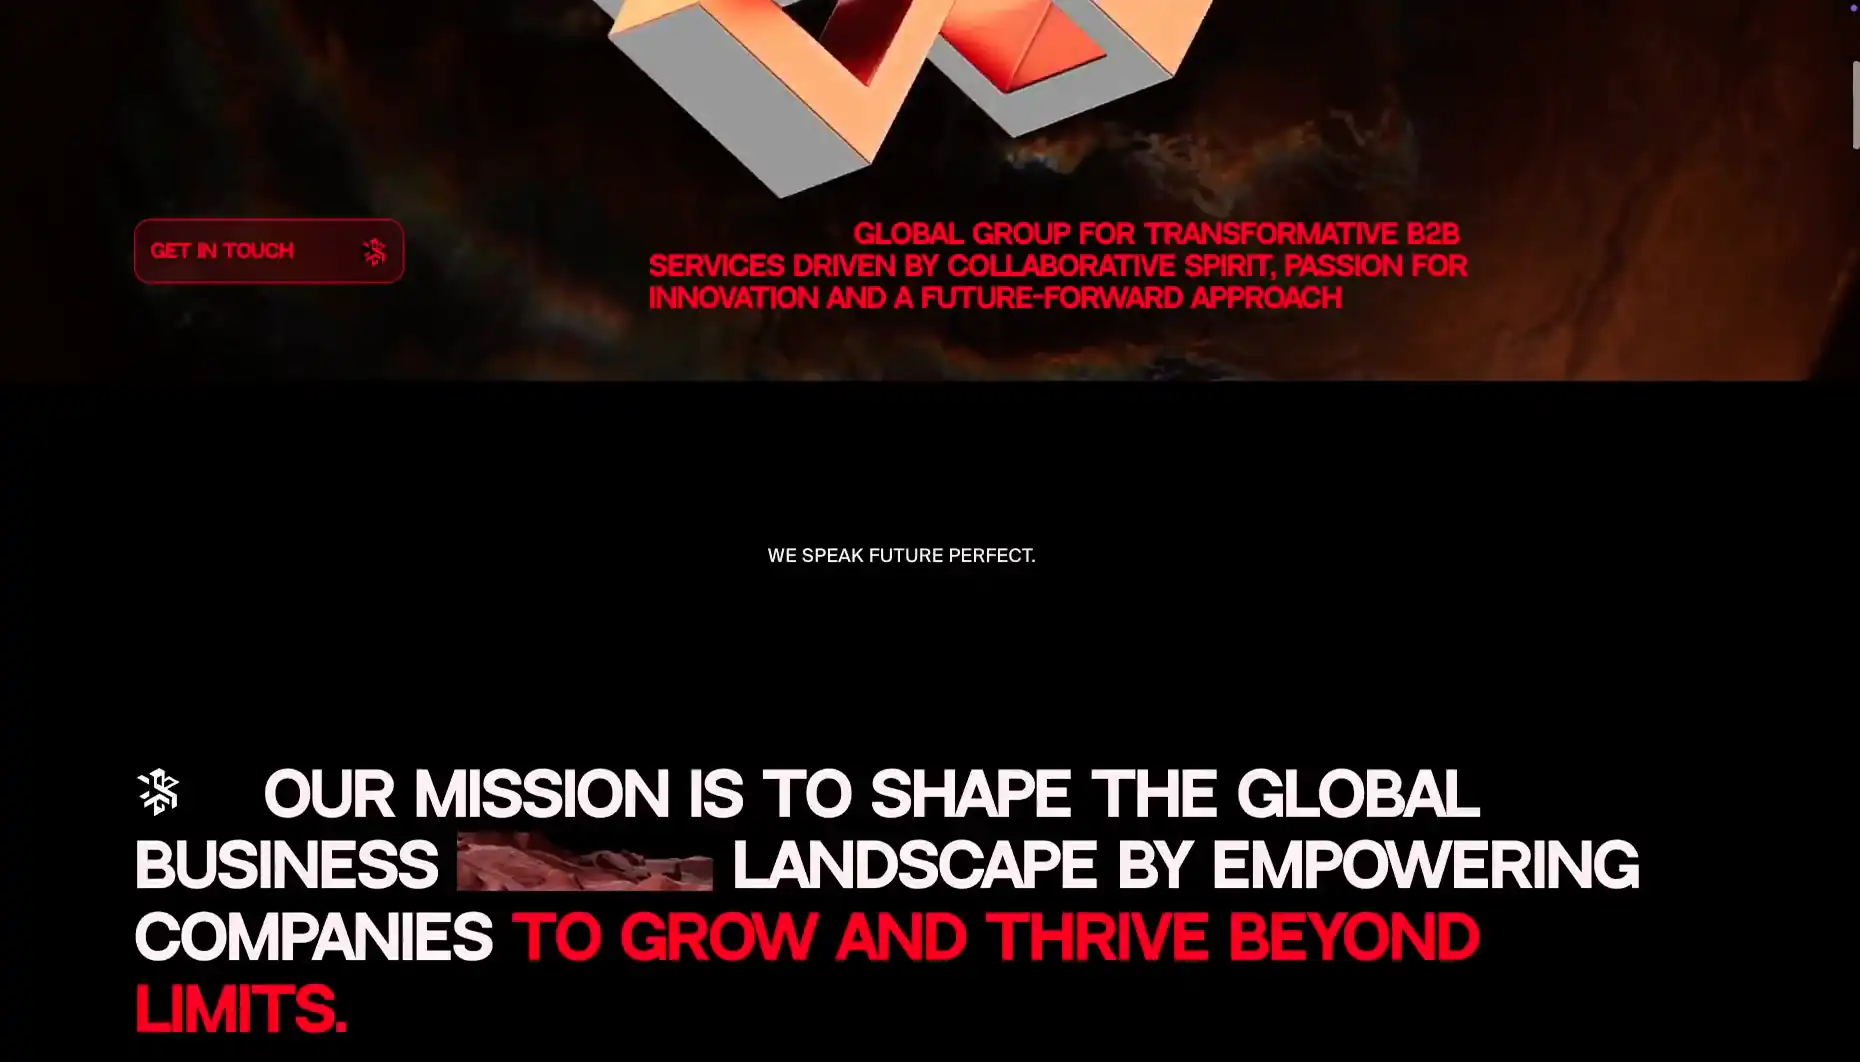 GET IN TOUCH
GLOBAL GROUP FOR TRANSFORMATIVE B2B
SERVICES DRIVEN BY COLLABORATIVE SPIRIT, PASSION FOR
INNOVATION AND A FUTURE-FORWARD APPROACH
WE SPEAK FUTURE PERFECT.
OUR MISSION IS TO SHAPE THE GLOBAL
BUSINESS LANDSCAPE BY EMPOWERING
COMPANIES TO GROW AND THRIVE BEYOND
LIMITS.